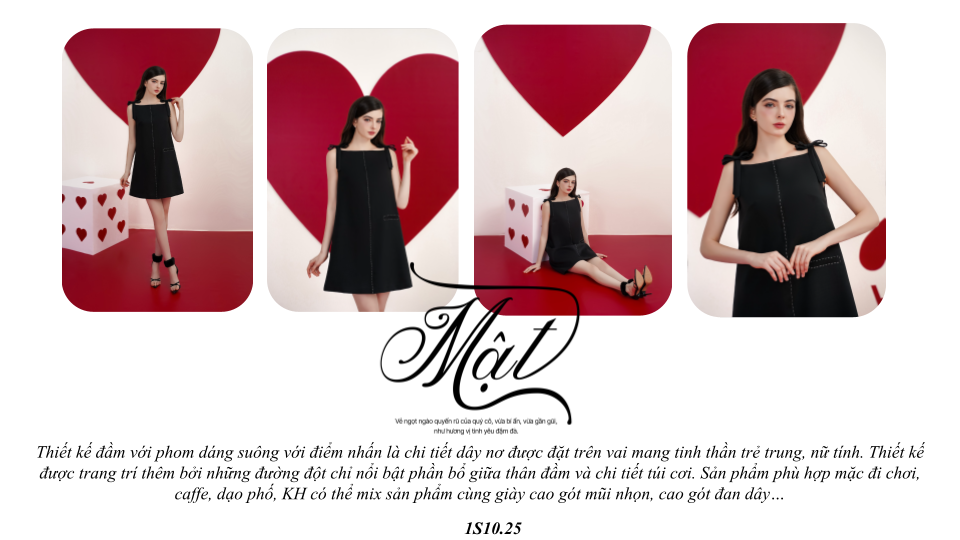 Mật
Vẻ ngọt ngào quyến rũ của quý cô, vừa bí ẩn, vừa gần gũi,
như hương vị tình yêu đậm đà.
Thiết kế đầm với phom dáng suông với điểm nhấn là chi tiết dây nơ được đặt trên vai mang tinh thần trẻ trung, nữ tính. Thiết kế
được trang trí thêm bởi những đường đột chỉ nổi bật phần bổ giữa thân đầm và chi tiết túi cơi. Sản phẩm phù hợp mặc đi chơi,
caffe, dạo phố, KH có thể mix sản phẩm cùng giày cao gót mũi nhọn, cao gót đan dây…
1S10.25